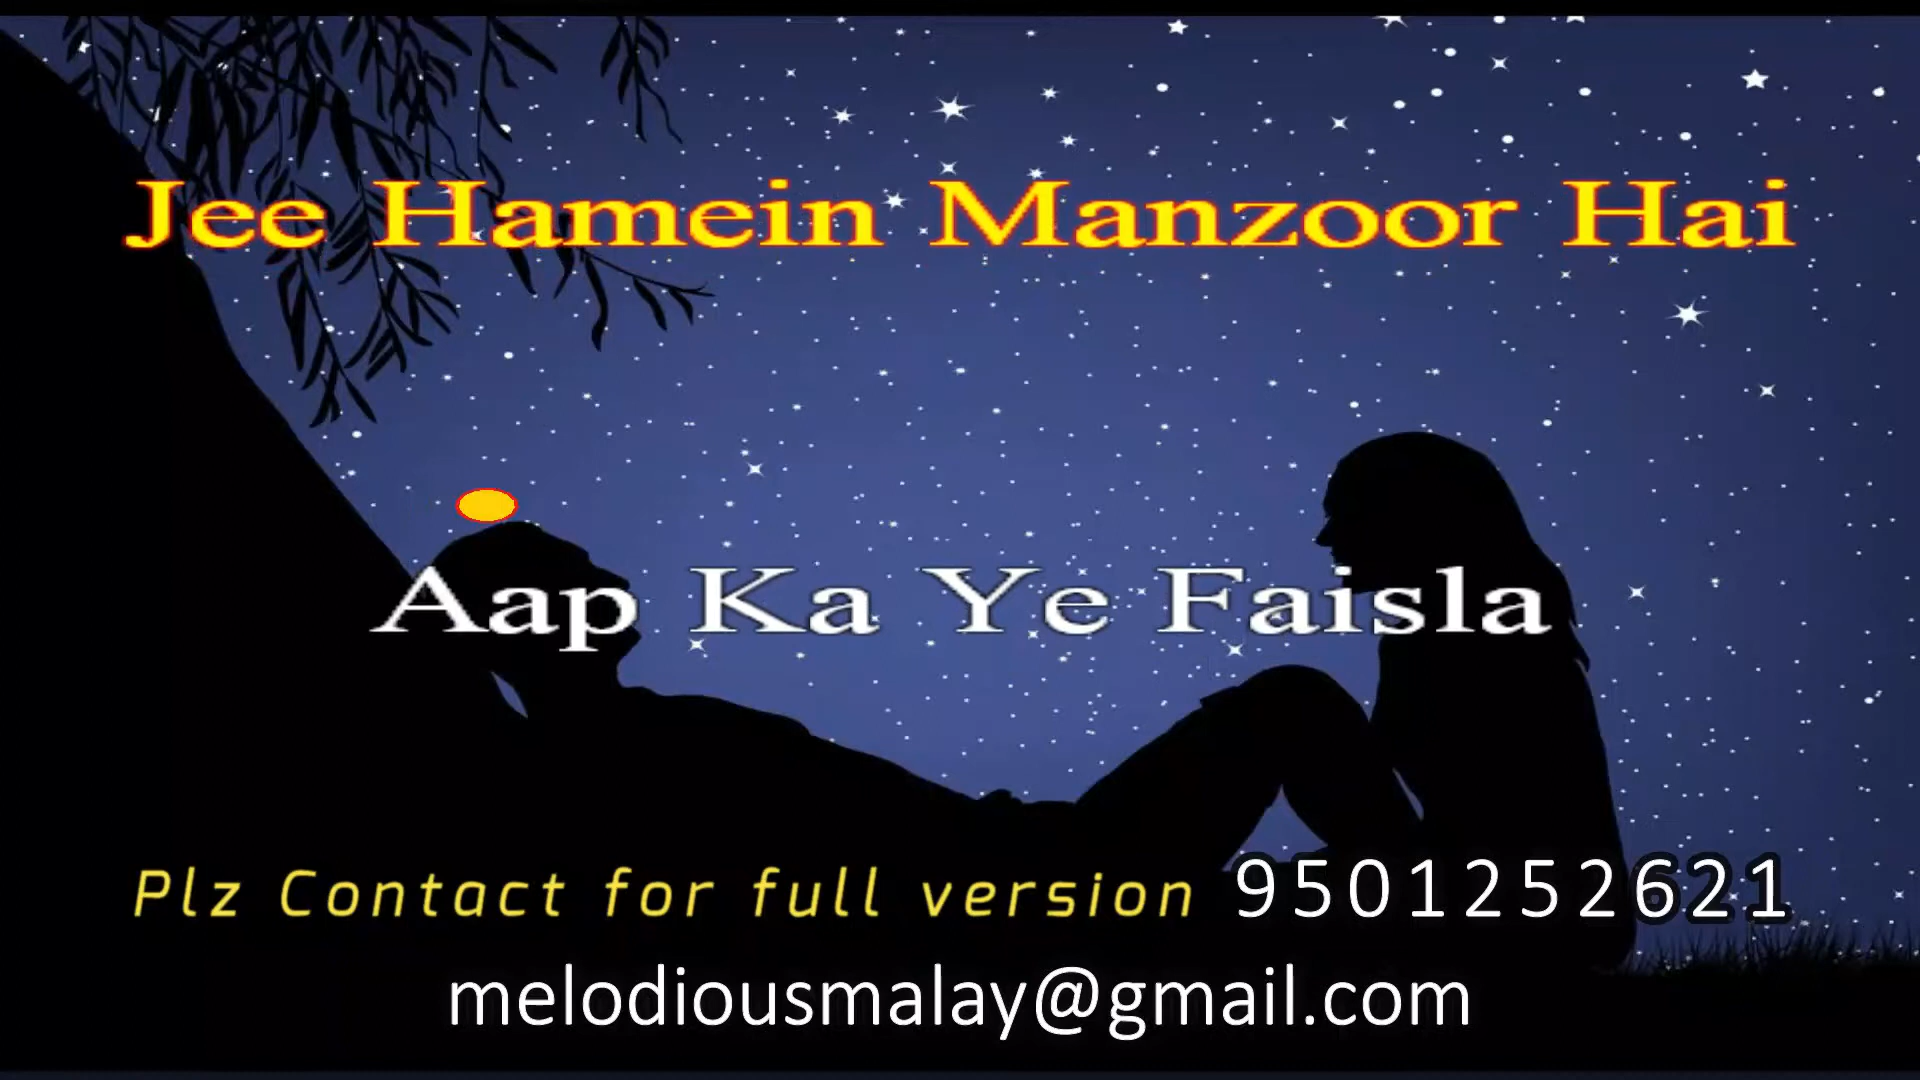 Jee Hamein Manzoor Hai
Aap Ka Ye Faisla
Plz Contact for full version 9501252621
melodiousmalay@gmail.com